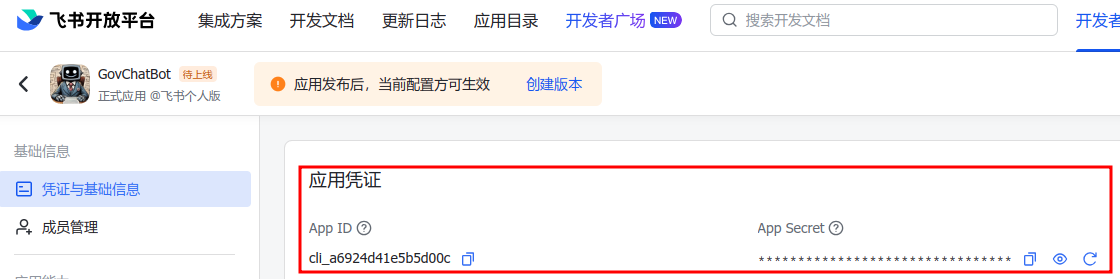 飞书开放平台 集成方案 开发文档 更新日志 应用目录 开发者广场 NEW 搜索开发文档 开发者
GovChatBot 待上线
正式应用 @飞书个人版
应用发布后，当前配置方可生效 创建版本
基础信息
凭证与基础信息
成员管理
应用凭证
App ID App Secret
cli_a6924d41e5b5d00c ********************************